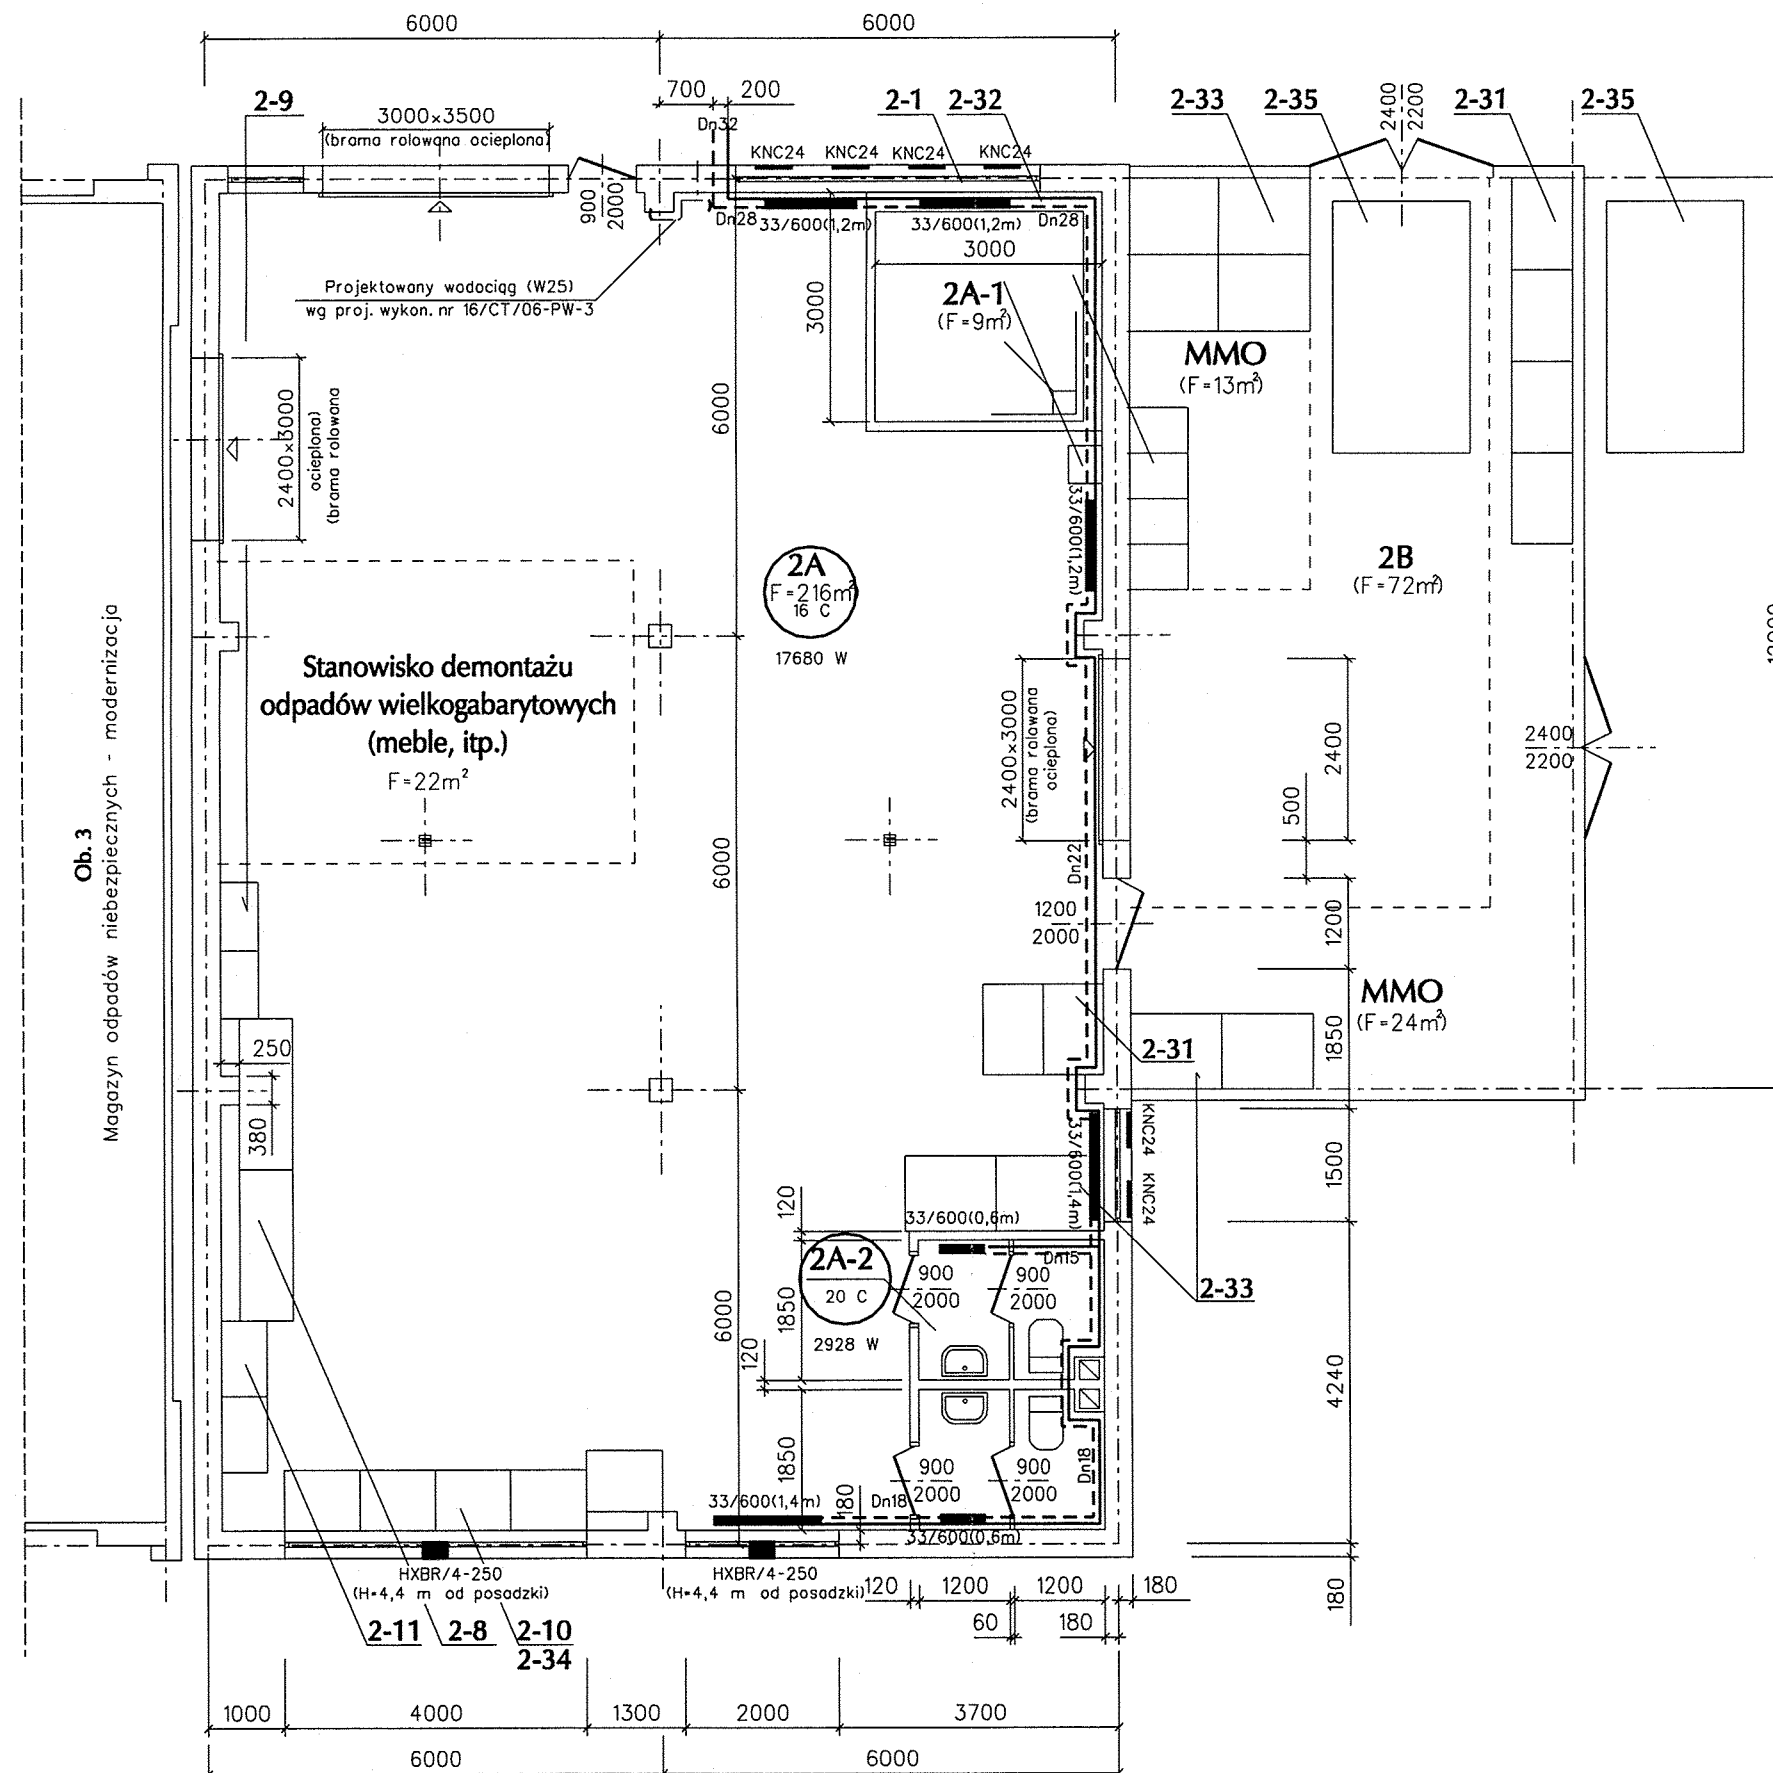 6000
6000
700
200
2-9
3000×3500
(brama rolowana ocieplona)
Dn32
2-1
2-32
2-33
2-35
2400
2200
2-31
2-35
KNC24
KNC24
KNC24
KNC24
900
2000
Dn28
33/600(1,2m)
33/600(1,2m)
Dn28
3000
3000
2A-1
(F=9m²)
Projektowany wodociąg (W25)
wg proj. wykon. nr 16/CT/06-PW-3
MMO
(F=13m²)
2400×3000
ocieplona)
(brama rolowana
6000
33/600(1,2m)
2A
F=216m²
16 C
17680 W
2B
(F=72m²)
Stanowisko demontażu
odpadów wielkogabarytowych
(meble, itp.)
F=22m²
2400×3000
(brama rolowana
ocieplona)
2400
2400
2200
500
Ob. 3
Magazyn odpadów niebezpiecznych - modernizacja
6000
Dn22
1200
2000
1200
MMO
(F=24m²)
1850
250
380
2-31
KNC24
KNC24
33/600(1,4m)
1500
120
33/600(0,6m)
2A-2
20 C
2928 W
Dn15
900
2000
900
2000
2-33
6000
1850
120
4240
1850
900
2000
900
2000
Dn18
33/600(1,4m)
Dn18
180
33/600(0,6m)
HXBR/4-250
(H=4,4 m od posadzki)
HXBR/4-250
(H=4,4 m od posadzki)
120
1200
1200
180
60
180
180
2-11
2-8
2-10
2-34
1000
4000
1300
2000
3700
6000
6000